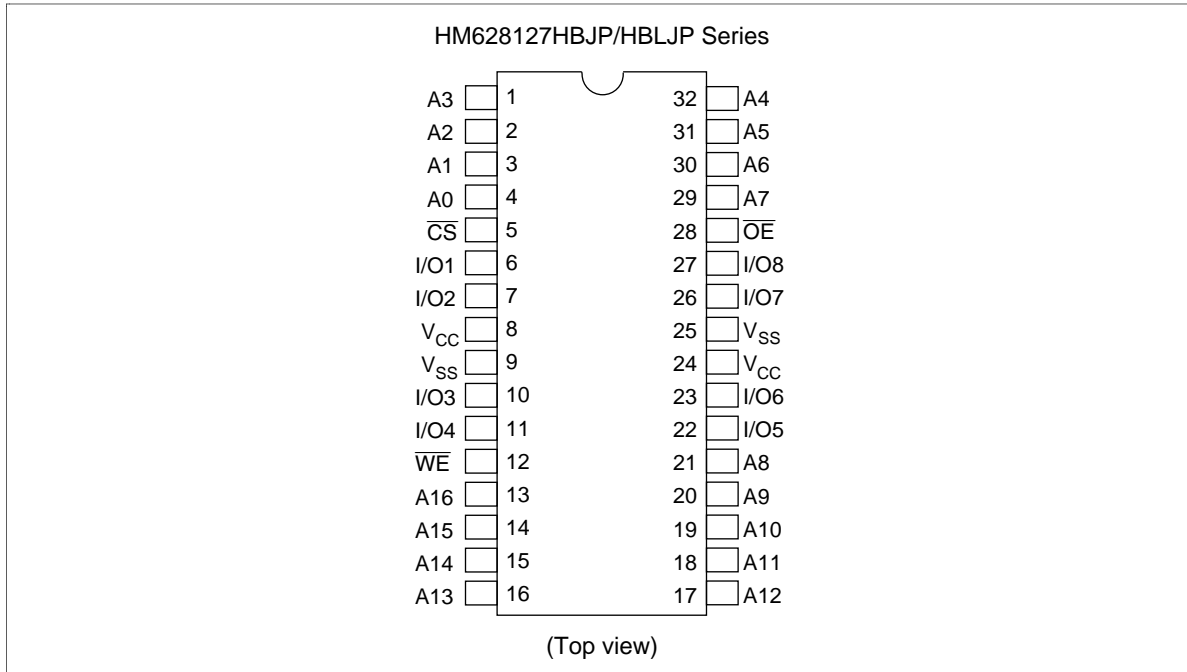 HM628127HBJP/HBLJP Series
A3 1 32 A4
A2 2 31 A5
A1 3 30 A6
A0 4 29 A7
C̅S̅ 5 28 O̅E̅
I/O1 6 27 I/O8
I/O2 7 26 I/O7
VCC 8 25 VSS
VSS 9 24 VCC
I/O3 10 23 I/O6
I/O4 11 22 I/O5
W̅E̅ 12 21 A8
A16 13 20 A9
A15 14 19 A10
A14 15 18 A11
A13 16 17 A12
(Top view)